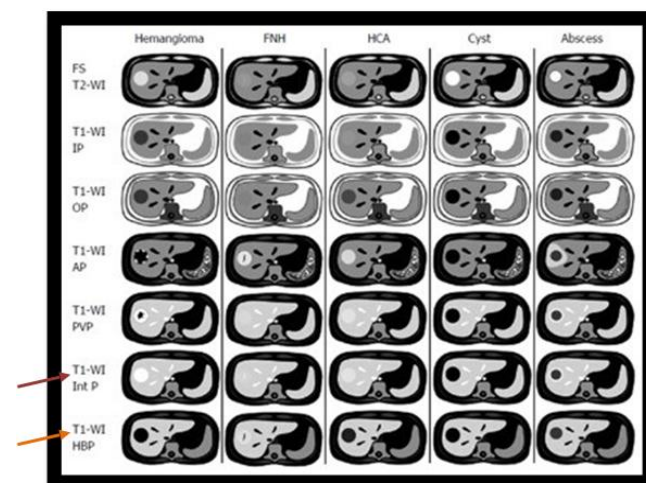 Hemangioma FNH HCA Cyst Abscess
FS
T2-WI
T1-WI
IP
T1-WI
OP
T1-WI
AP
T1-WI
PVP
T1-WI
Int P
T1-WI
HBP